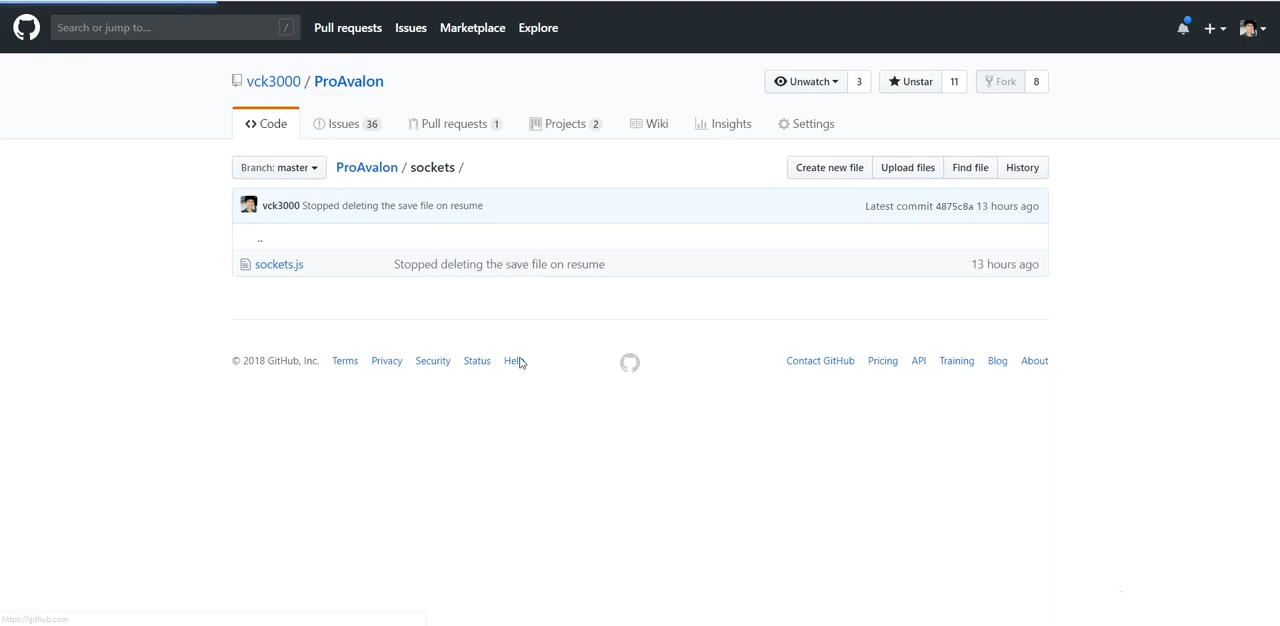 Search or jump to... /
Pull requests Issues Marketplace Explore
vck3000 / ProAvalon
Unwatch 3 Unstar 11 Fork 8
Code Issues 36 Pull requests 1 Projects 2 Wiki Insights Settings
Branch: master ProAvalon / sockets / Create new file Upload files Find file History
vck3000 Stopped deleting the save file on resume Latest commit 4875c8a 13 hours ago
..
sockets.js Stopped deleting the save file on resume 13 hours ago
© 2018 GitHub, Inc. Terms Privacy Security Status Help Contact GitHub Pricing API Training Blog About
https://github.com